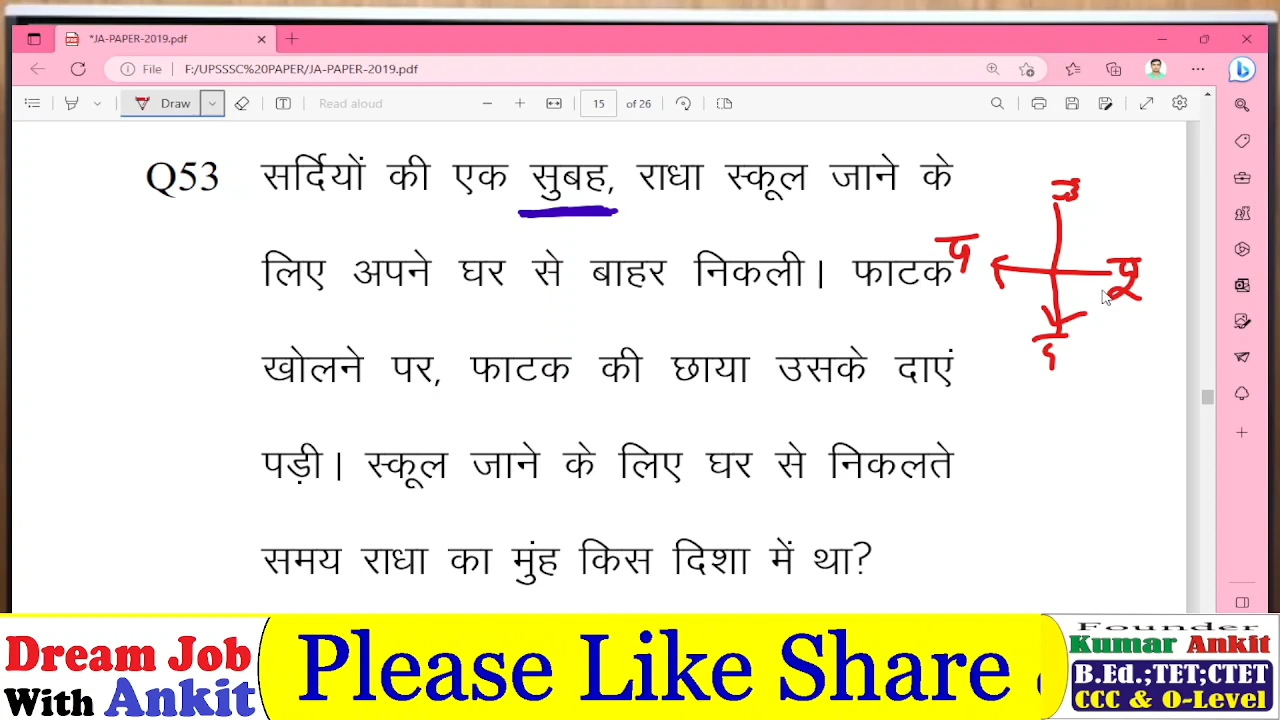 *JA-PAPER-2019.pdf
File F:/UPSSSC%20PAPER/JA-PAPER-2019.pdf
Draw Read aloud 15 of 26
Q53 सर्दियों की एक सुबह, राधा स्कूल जाने के
लिए अपने घर से बाहर निकली। फाटक
खोलने पर, फाटक की छाया उसके दाएं
पड़ी। स्कूल जाने के लिए घर से निकलते
समय राधा का मुंह किस दिशा में था?
उ
प
पू
Dream Job
With Ankit
Please Like Share
Founder
Kumar Ankit
B.Ed.;TET;CTET
CCC & O-Level